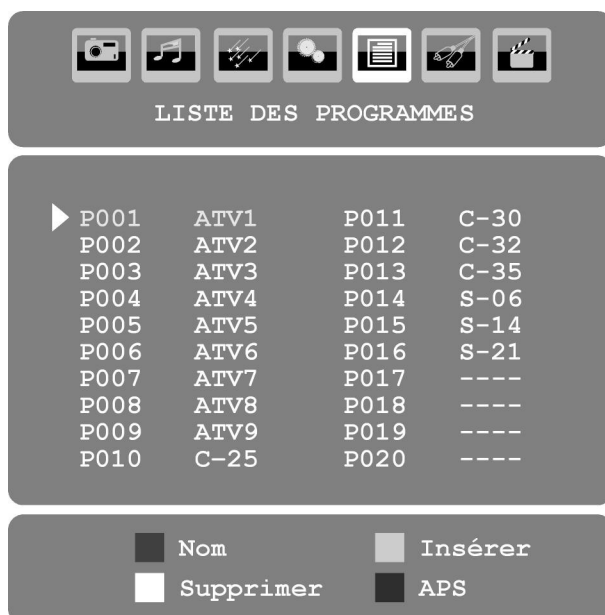 LISTE DES PROGRAMMES
P001 ATV1 P011 C-30
P002 ATV2 P012 C-32
P003 ATV3 P013 C-35
P004 ATV4 P014 S-06
P005 ATV5 P015 S-14
P006 ATV6 P016 S-21
P007 ATV7 P017 ----
P008 ATV8 P018 ----
P009 ATV9 P019 ----
P010 C-25 P020 ----
Nom Insérer
Supprimer APS